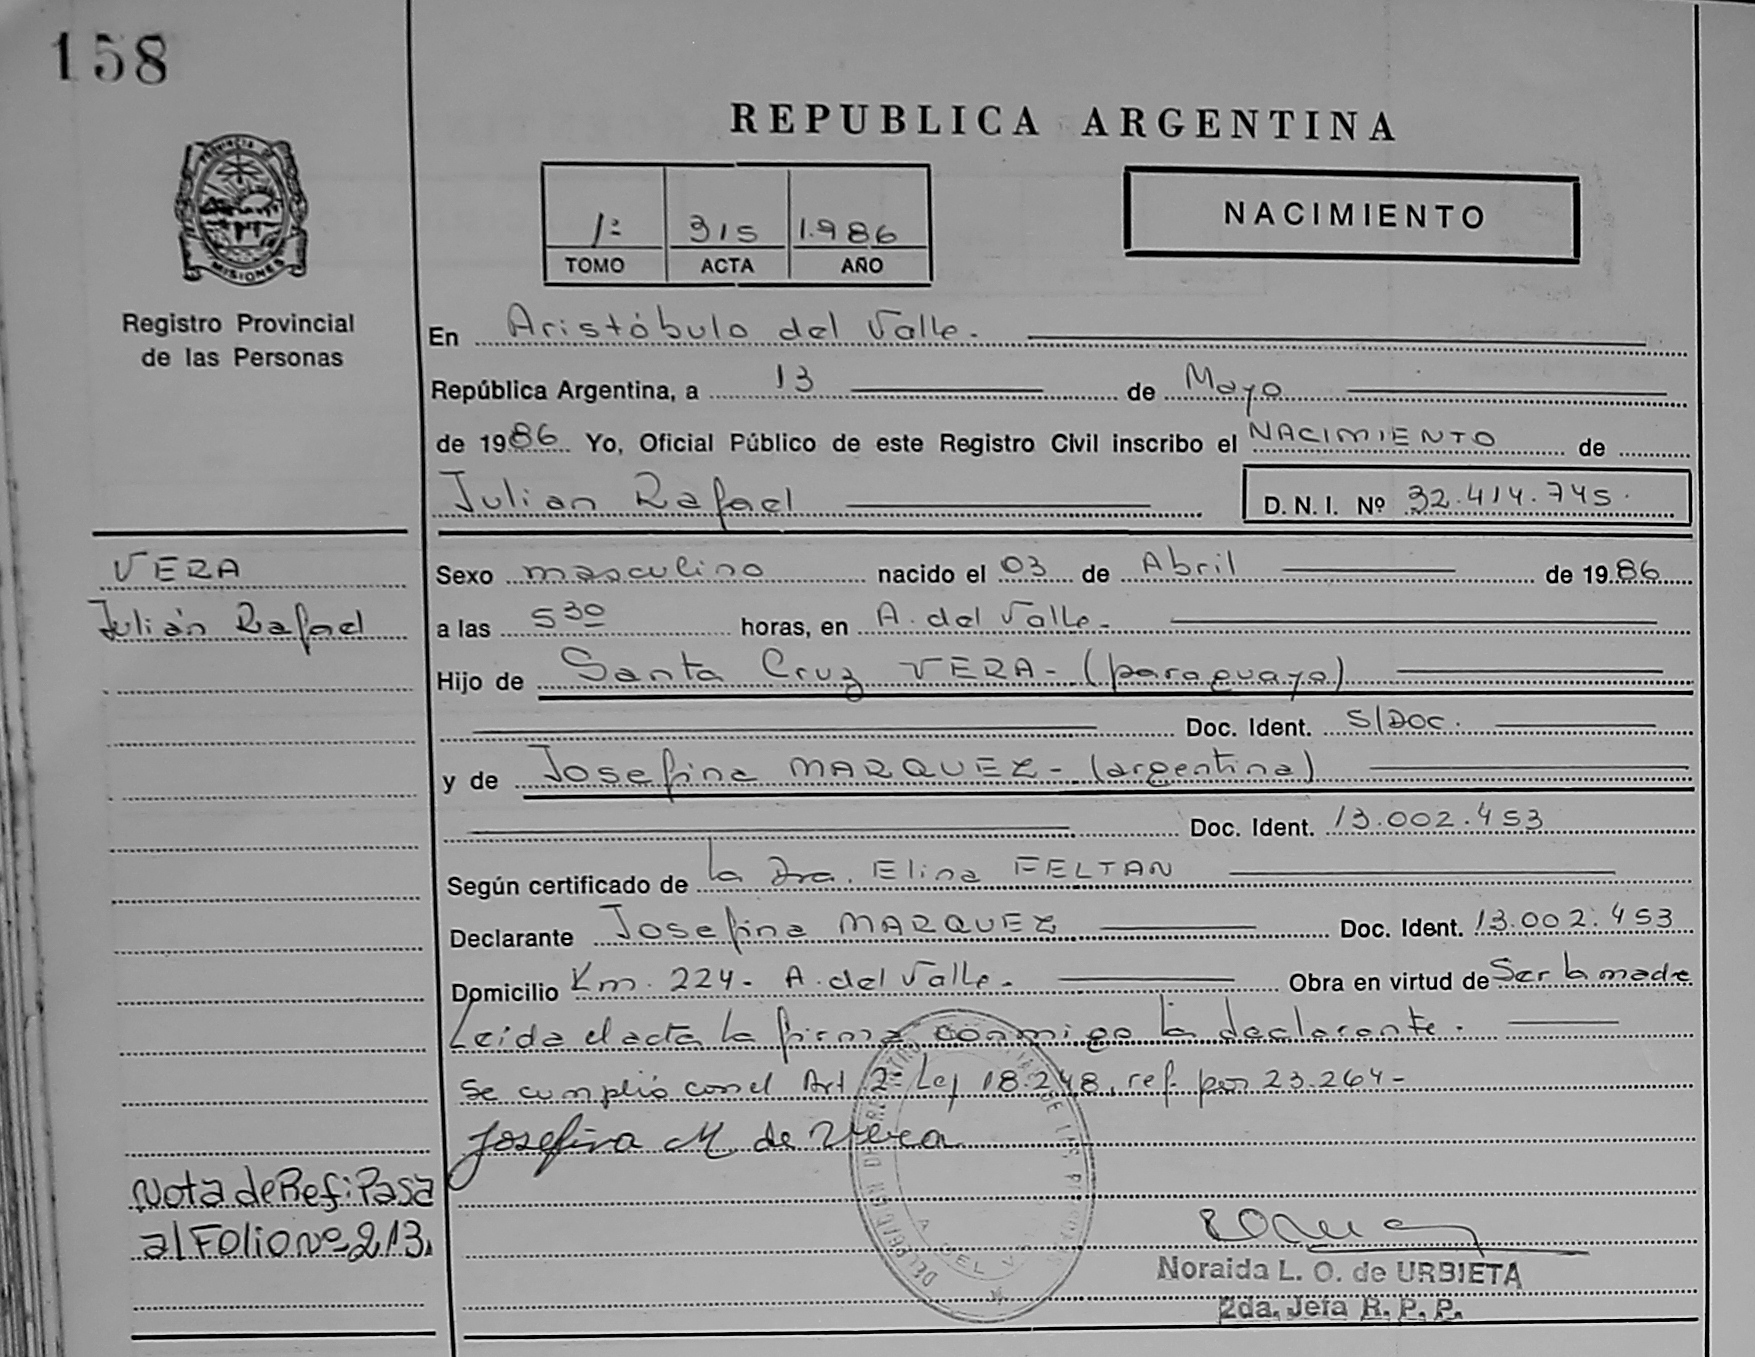 158
REPUBLICA ARGENTINA
PROVINCIA DE
MISIONES
Registro Provincial
de las Personas
1º 315 1.986
TOMO ACTA AÑO
NACIMIENTO
En Aristóbulo del Valle.
República Argentina, a 13 de Mayo
de 1986 Yo, Oficial Público de este Registro Civil inscribo el NACIMIENTO de
Julian Rafael D. N. I. Nº 32.414.745.
VERA
Julián Rafael
Sexo masculino nacido el 03 de Abril de 1986
a las 5 30 horas, en A. del Valle.
Hijo de Santa Cruz VERA- (paraguayo)
Doc. Ident. S/Doc.
y de Josefina MARQUEZ- (argentina)
Doc. Ident. 13.002.453
Según certificado de la Dra. Elina FELTAN
Declarante Josefina MARQUEZ Doc. Ident. 13.002.453
Domicilio Km. 224- A. del Valle. Obra en virtud de Ser la madre
Leida el acta la firma conmigo la declarante.
Se cumplió con el Art 2º Ley 18.248, ref. por 23.264-
Josefina M de Vera
Nota de Ref: Pasa
al Folio nº 213.
Noraida L. O. de URBIETA
2da. Jefa R. P. P.